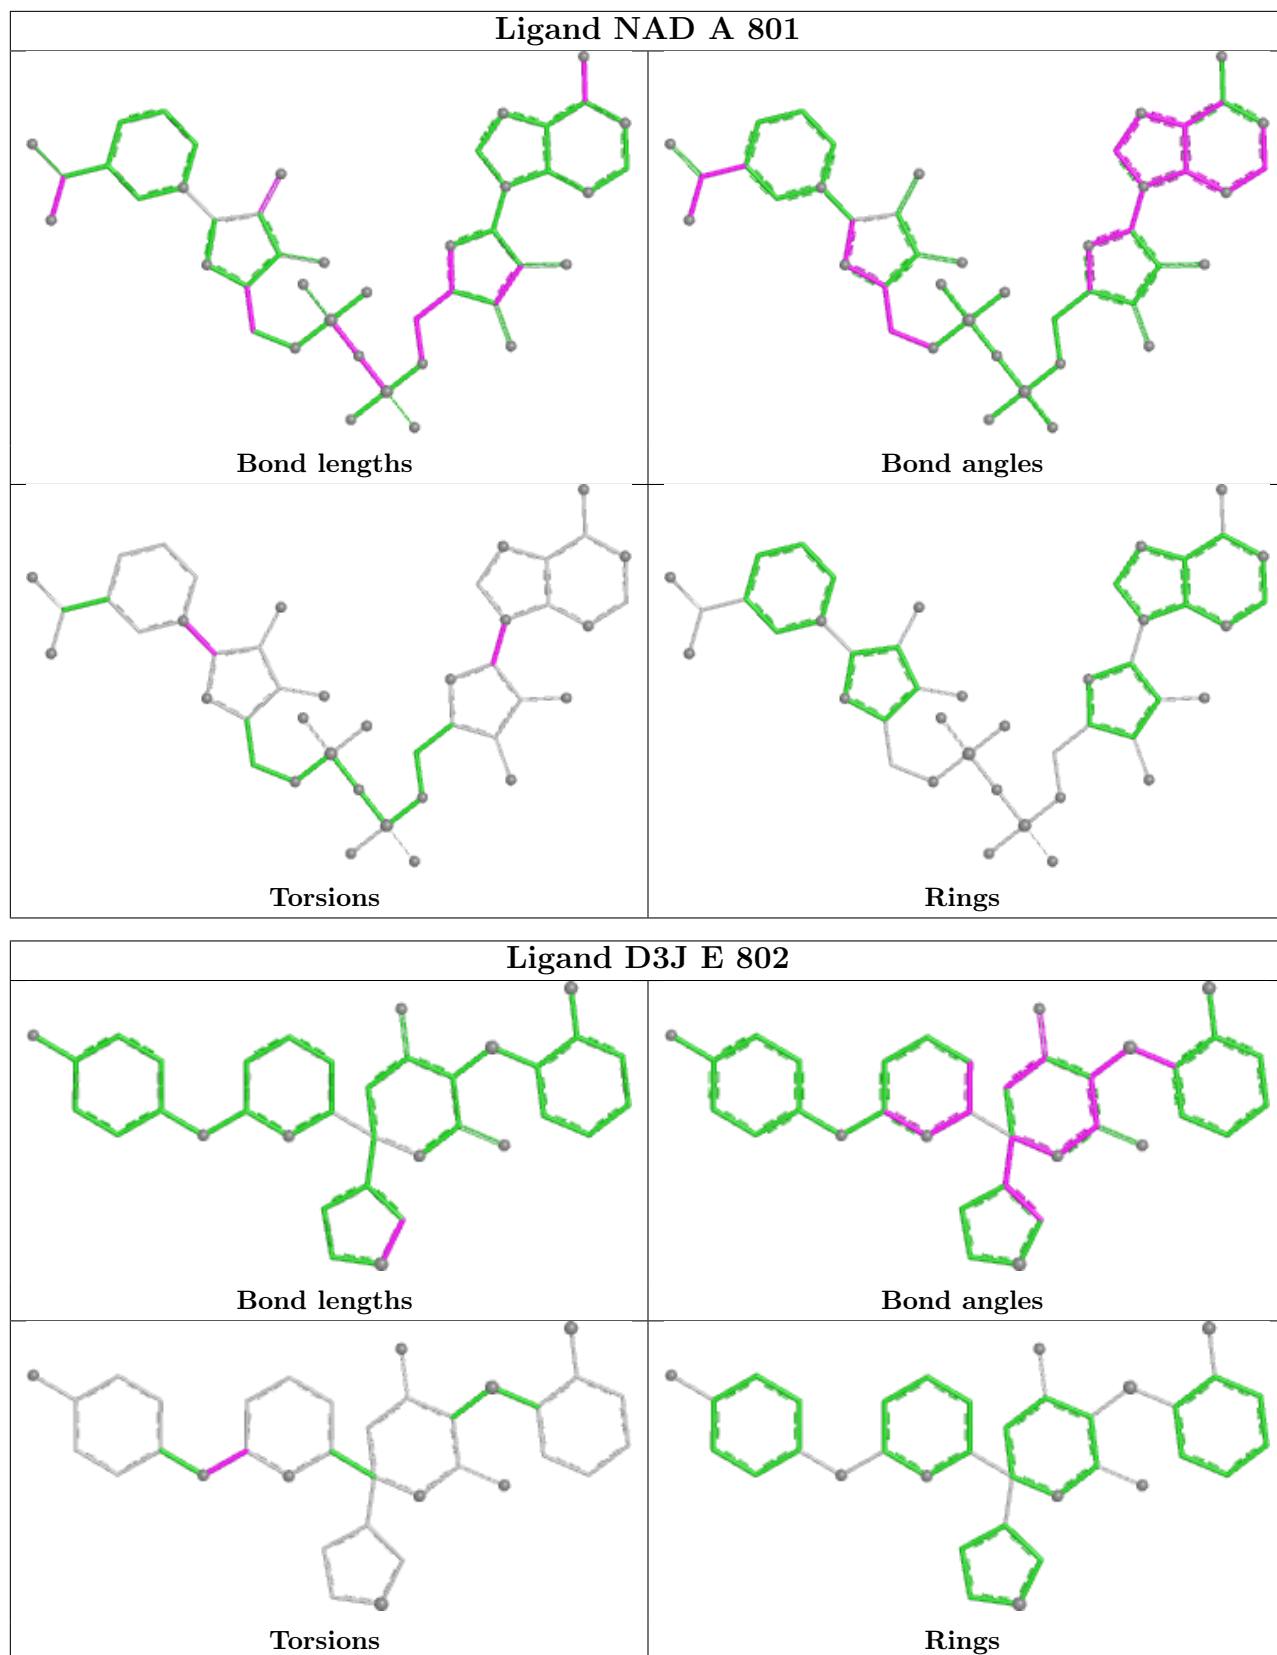 Ligand NAD A 801
Bond lengths
Bond angles
Torsions
Rings
Ligand D3J E 802
Bond lengths
Bond angles
Torsions
Rings